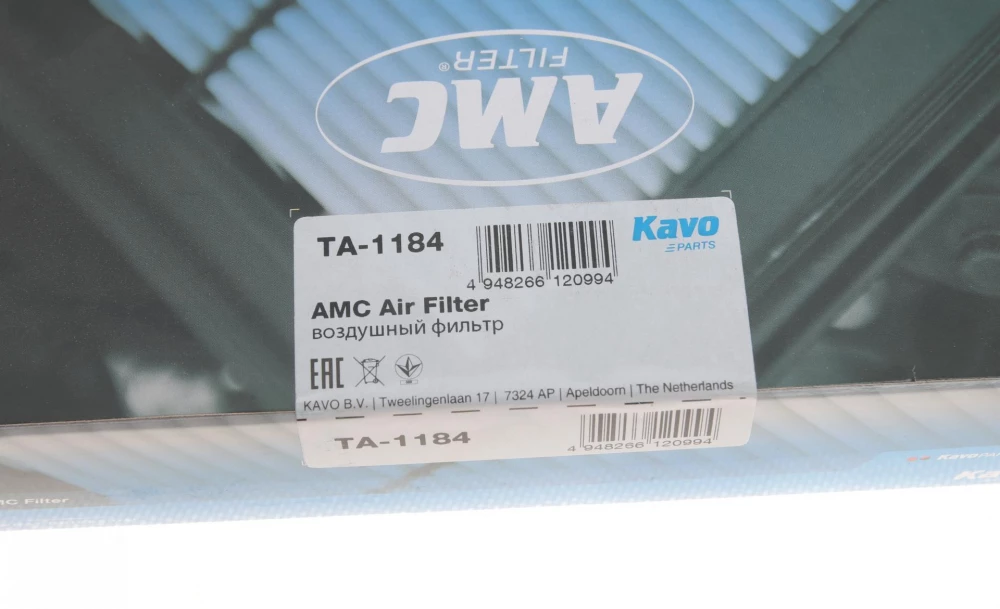 AMC
FILTER®
TA-1184
4 948266 120994
Kavo
PARTS
AMC Air Filter
воздушный фильтр
EAC
KAVO B.V. | Tweelingenlaan 17 | 7324 AP | Apeldoorn | The Netherlands
TA-1184
4 948266 120994
Filter